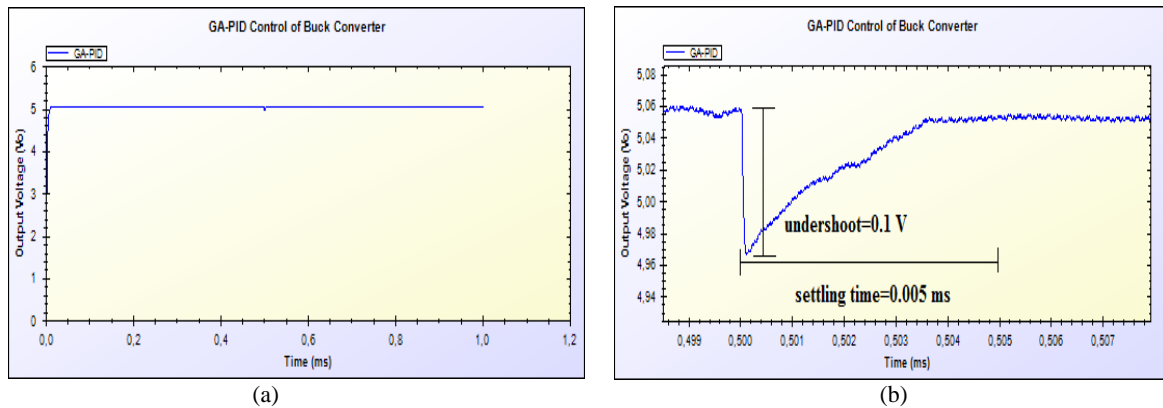 GA-PID Control of Buck Converter
GA-PID
Output Voltage (Vo)
6
5
4
3
2
1
0
0,0 0,2 0,4 0,6 0,8 1,0 1,2
Time (ms)
(a)
GA-PID Control of Buck Converter
GA-PID
Output Voltage (Vo)
5,08
5,06
5,04
5,02
5,00
4,98
4,96
4,94
undershoot=0.1 V
settling time=0.005 ms
0,499 0,500 0,501 0,502 0,503 0,504 0,505 0,506 0,507
Time (ms)
(b)